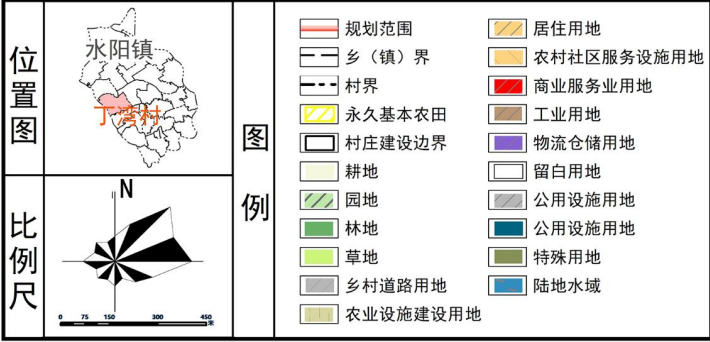 位置图
水阳镇
丁湾村
比例尺
N
0 75 150 300 450
米
图例
规划范围
乡（镇）界
村界
永久基本农田
村庄建设边界
耕地
园地
林地
草地
乡村道路用地
农业设施建设用地
居住用地
农村社区服务设施用地
商业服务业用地
工业用地
物流仓储用地
留白用地
公用设施用地
公用设施用地
特殊用地
陆地水域